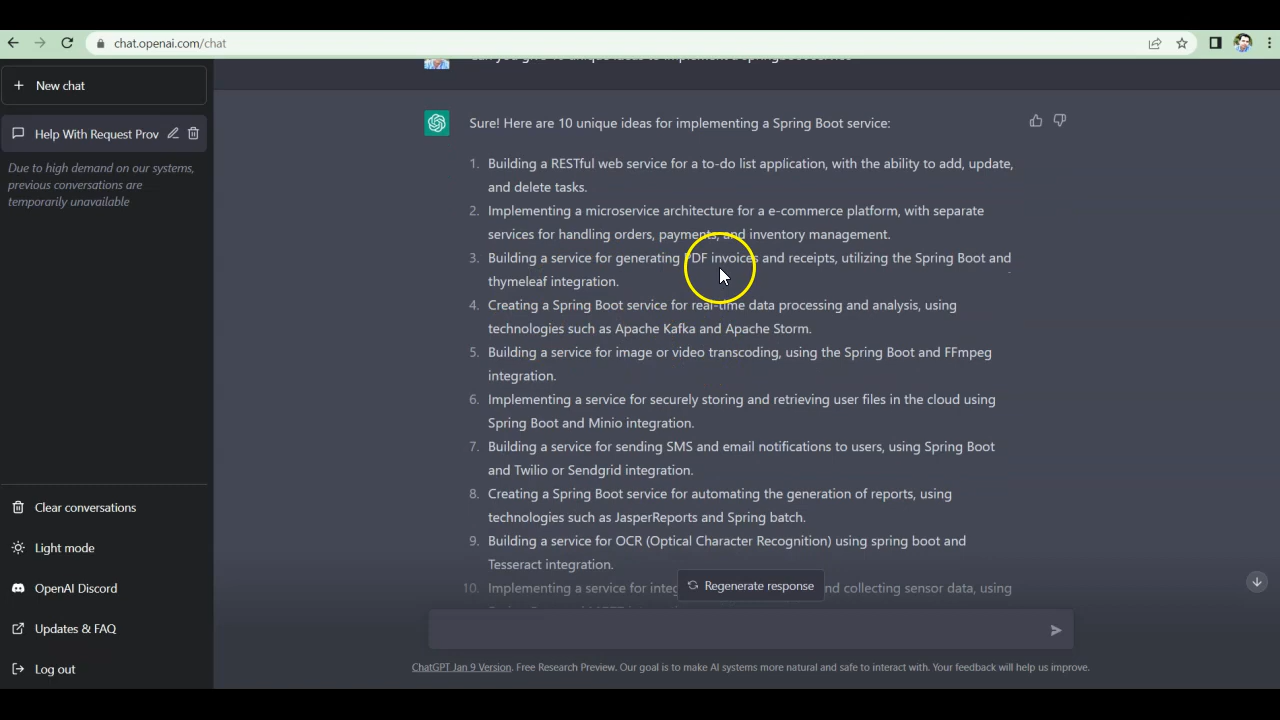 chat.openai.com/chat
New chat
Help With Request Prov
Due to high demand on our systems,
previous conversations are
temporarily unavailable
Clear conversations
Light mode
OpenAI Discord
Updates & FAQ
Log out
Sure! Here are 10 unique ideas for implementing a Spring Boot service:
1. Building a RESTful web service for a to-do list application, with the ability to add, update,
and delete tasks.
2. Implementing a microservice architecture for a e-commerce platform, with separate
services for handling orders, payments, and inventory management.
3. Building a service for generating PDF invoices and receipts, utilizing the Spring Boot and
thymeleaf integration.
4. Creating a Spring Boot service for real-time data processing and analysis, using
technologies such as Apache Kafka and Apache Storm.
5. Building a service for image or video transcoding, using the Spring Boot and FFmpeg
integration.
6. Implementing a service for securely storing and retrieving user files in the cloud using
Spring Boot and Minio integration.
7. Building a service for sending SMS and email notifications to users, using Spring Boot
and Twilio or Sendgrid integration.
8. Creating a Spring Boot service for automating the generation of reports, using
technologies such as JasperReports and Spring batch.
9. Building a service for OCR (Optical Character Recognition) using spring boot and
Tesseract integration.
10. Implementing a service for and collecting sensor data, using
Regenerate response
ChatGPT Jan 9 Version. Free Research Preview. Our goal is to make AI systems more natural and safe to interact with. Your feedback will help us improve.